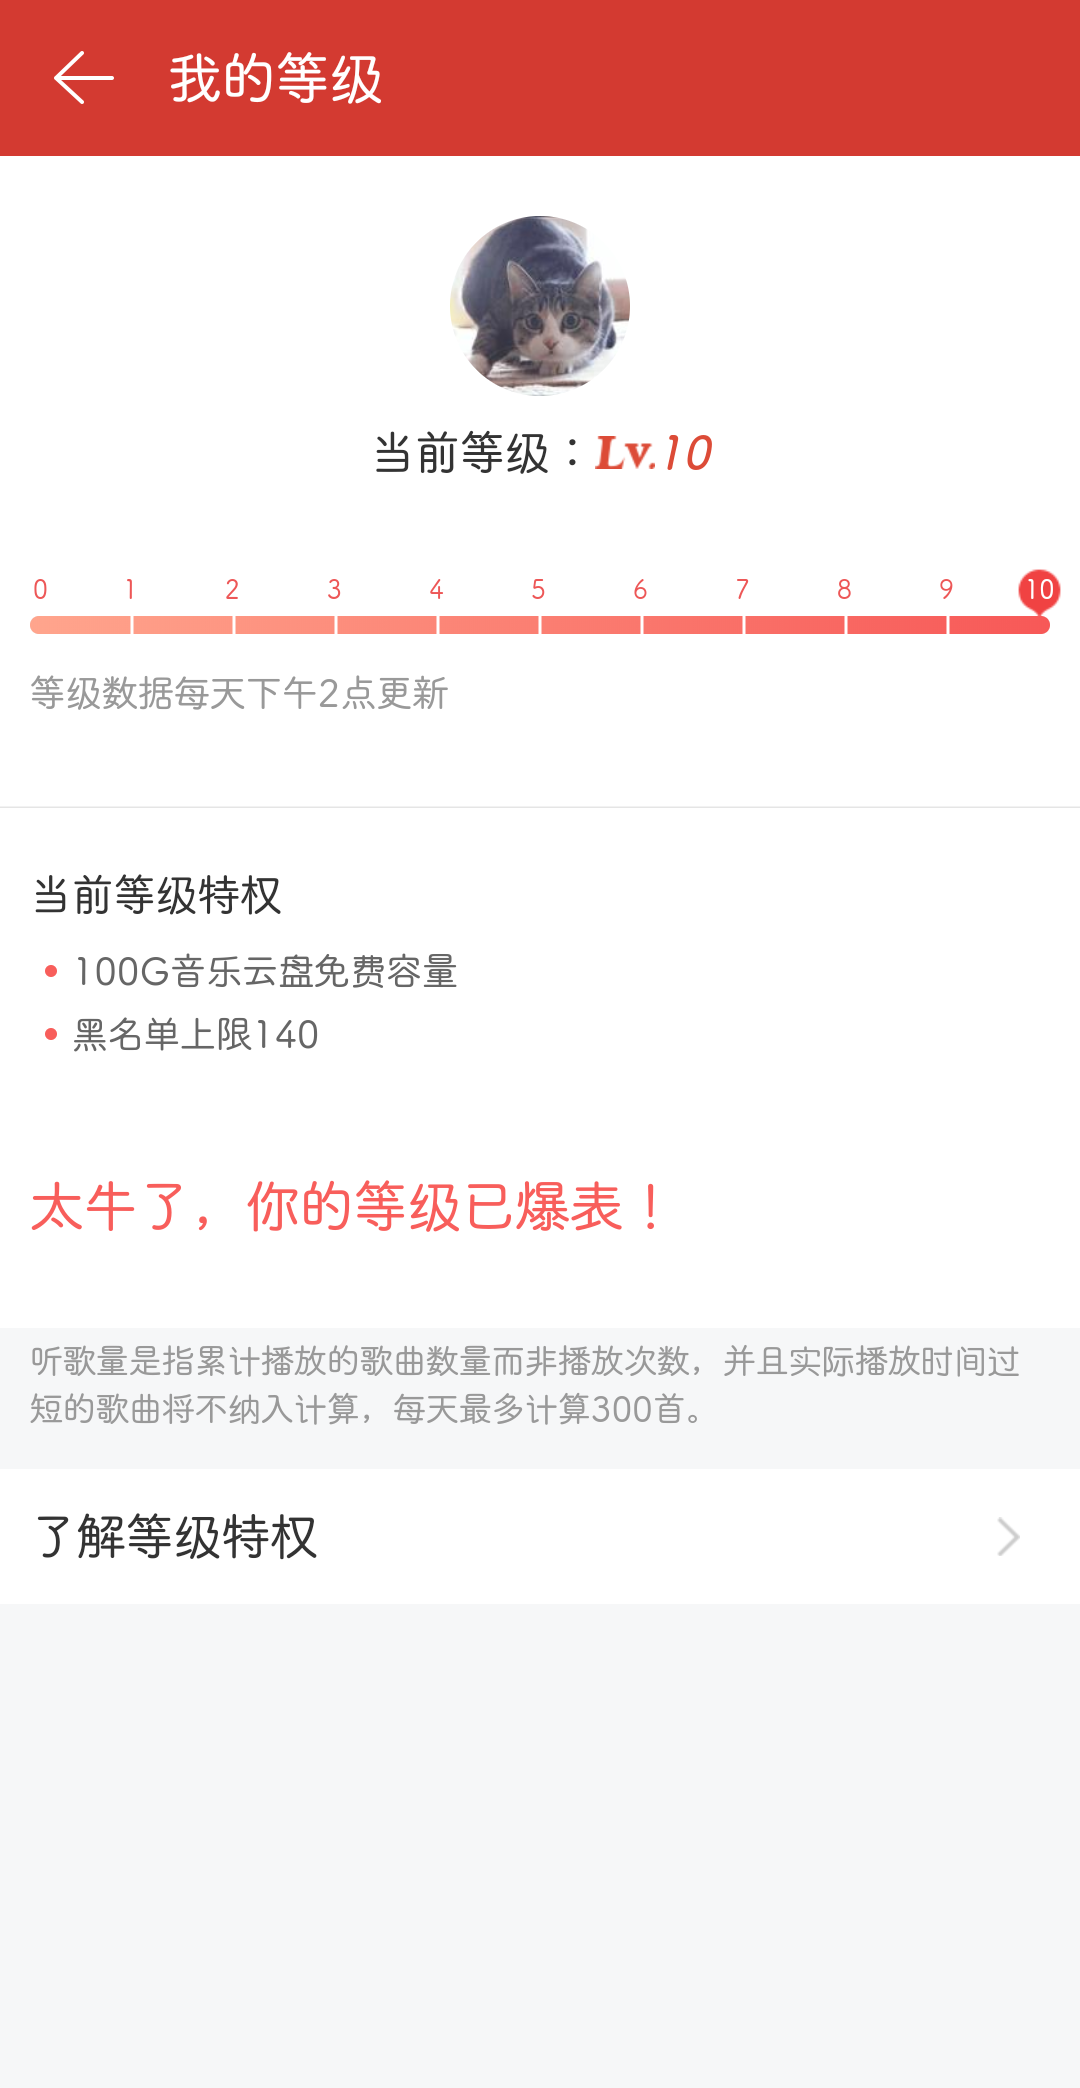 我的等级
当前等级：Lv.10
0 1 2 3 4 5 6 7 8 9 10
等级数据每天下午2点更新
当前等级特权
100G音乐云盘免费容量
黑名单上限140
太牛了，你的等级已爆表！
听歌量是指累计播放的歌曲数量而非播放次数，并且实际播放时间过
短的歌曲将不纳入计算，每天最多计算300首。
了解等级特权